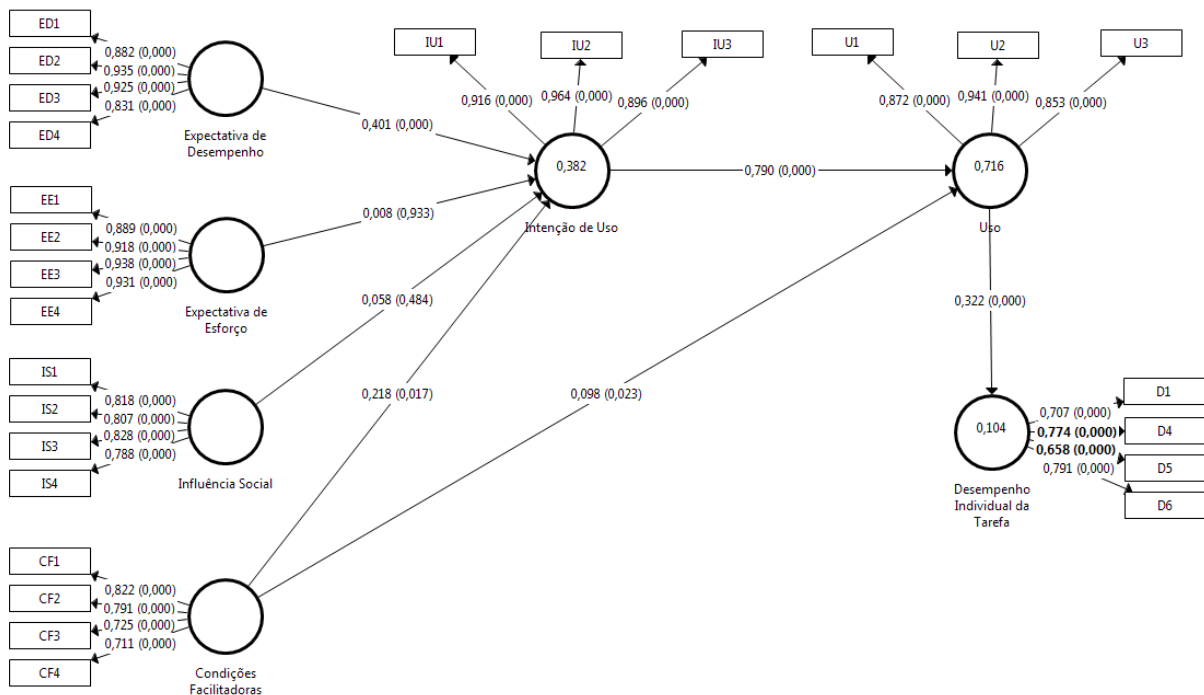 ED1
ED2
ED3
ED4
0,882 (0,000)
0,935 (0,000)
0,925 (0,000)
0,831 (0,000)
Expectativa de
Desempenho
EE1
EE2
EE3
EE4
0,889 (0,000)
0,918 (0,000)
0,938 (0,000)
0,931 (0,000)
Expectativa de
Esforço
IS1
IS2
IS3
IS4
0,818 (0,000)
0,807 (0,000)
0,828 (0,000)
0,788 (0,000)
Influência Social
CF1
CF2
CF3
CF4
0,822 (0,000)
0,791 (0,000)
0,725 (0,000)
0,711 (0,000)
Condições
Facilitadoras
0,401 (0,000)
0,008 (0,933)
0,058 (0,484)
0,218 (0,017)
0,098 (0,023)
IU1
IU2
IU3
0,916 (0,000)
0,964 (0,000)
0,896 (0,000)
0,382
Intenção de Uso
0,790 (0,000)
U1
U2
U3
0,872 (0,000)
0,941 (0,000)
0,853 (0,000)
0,716
Uso
0,322 (0,000)
0,104
Desempenho
Individual da
Tarefa
0,707 (0,000)
0,774 (0,000)
0,658 (0,000)
0,791 (0,000)
D1
D4
D5
D6